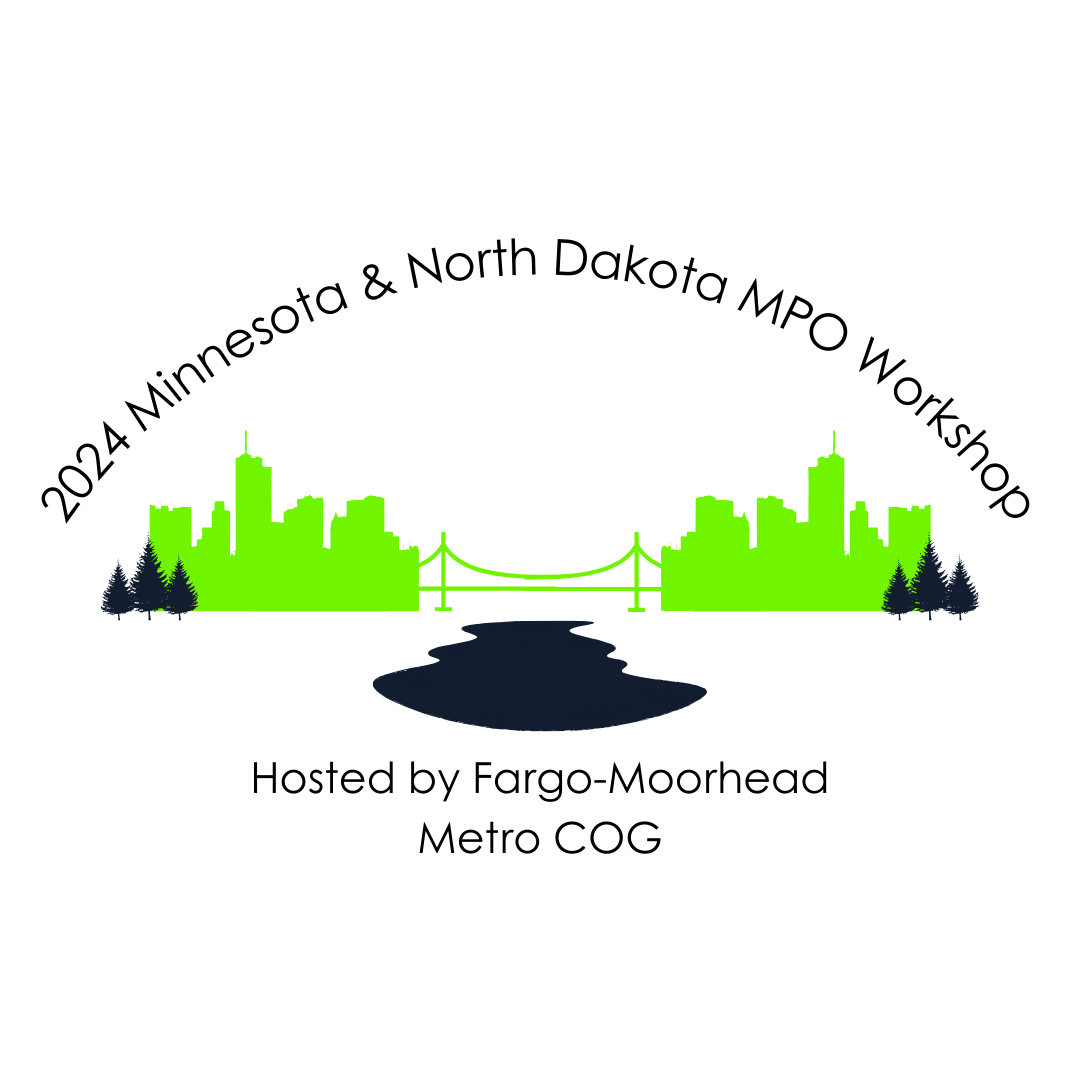 2024 Minnesota & North Dakota MPO Workshop
Hosted by Fargo-Moorhead
Metro COG